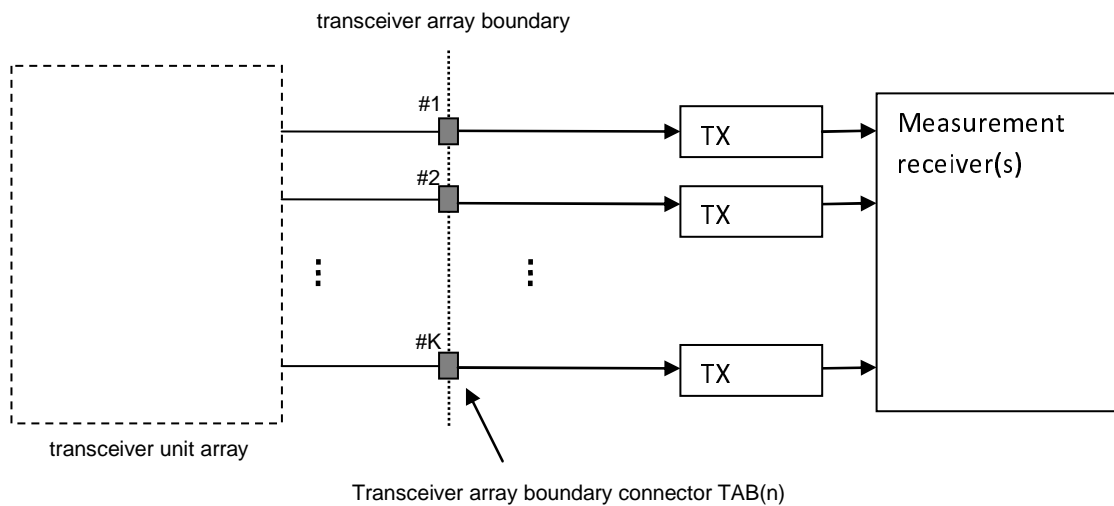 transceiver array boundary
#1
TX
Measurement
receiver(s)
#2
TX
#K
TX
transceiver unit array
Transceiver array boundary connector TAB(n)